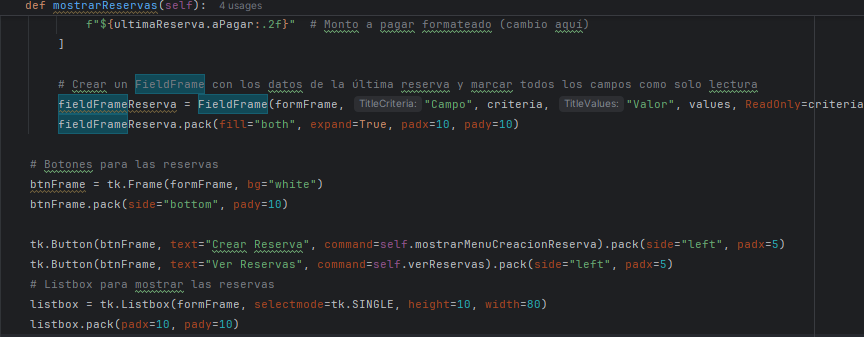 def mostrarReservas(self): 4 usages
f"${ultimaReserva.aPagar:.2f}" # Monto a pagar formateado (cambio aquí)
]
# Crear un FieldFrame con los datos de la última reserva y marcar todos los campos como solo lectura
fieldFrameReserva = FieldFrame(formFrame, TitleCriteria: "Campo", criteria, TitleValues: "Valor", values, ReadOnly=criteria
fieldFrameReserva.pack(fill="both", expand=True, padx=10, pady=10)
# Botones para las reservas
btnFrame = tk.Frame(formFrame, bg="white")
btnFrame.pack(side="bottom", pady=10)
tk.Button(btnFrame, text="Crear Reserva", command=self.mostrarMenuCreacionReserva).pack(side="left", padx=5)
tk.Button(btnFrame, text="Ver Reservas", command=self.verReservas).pack(side="left", padx=5)
# Listbox para mostrar las reservas
listbox = tk.Listbox(formFrame, selectmode=tk.SINGLE, height=10, width=80)
listbox.pack(padx=10, pady=10)